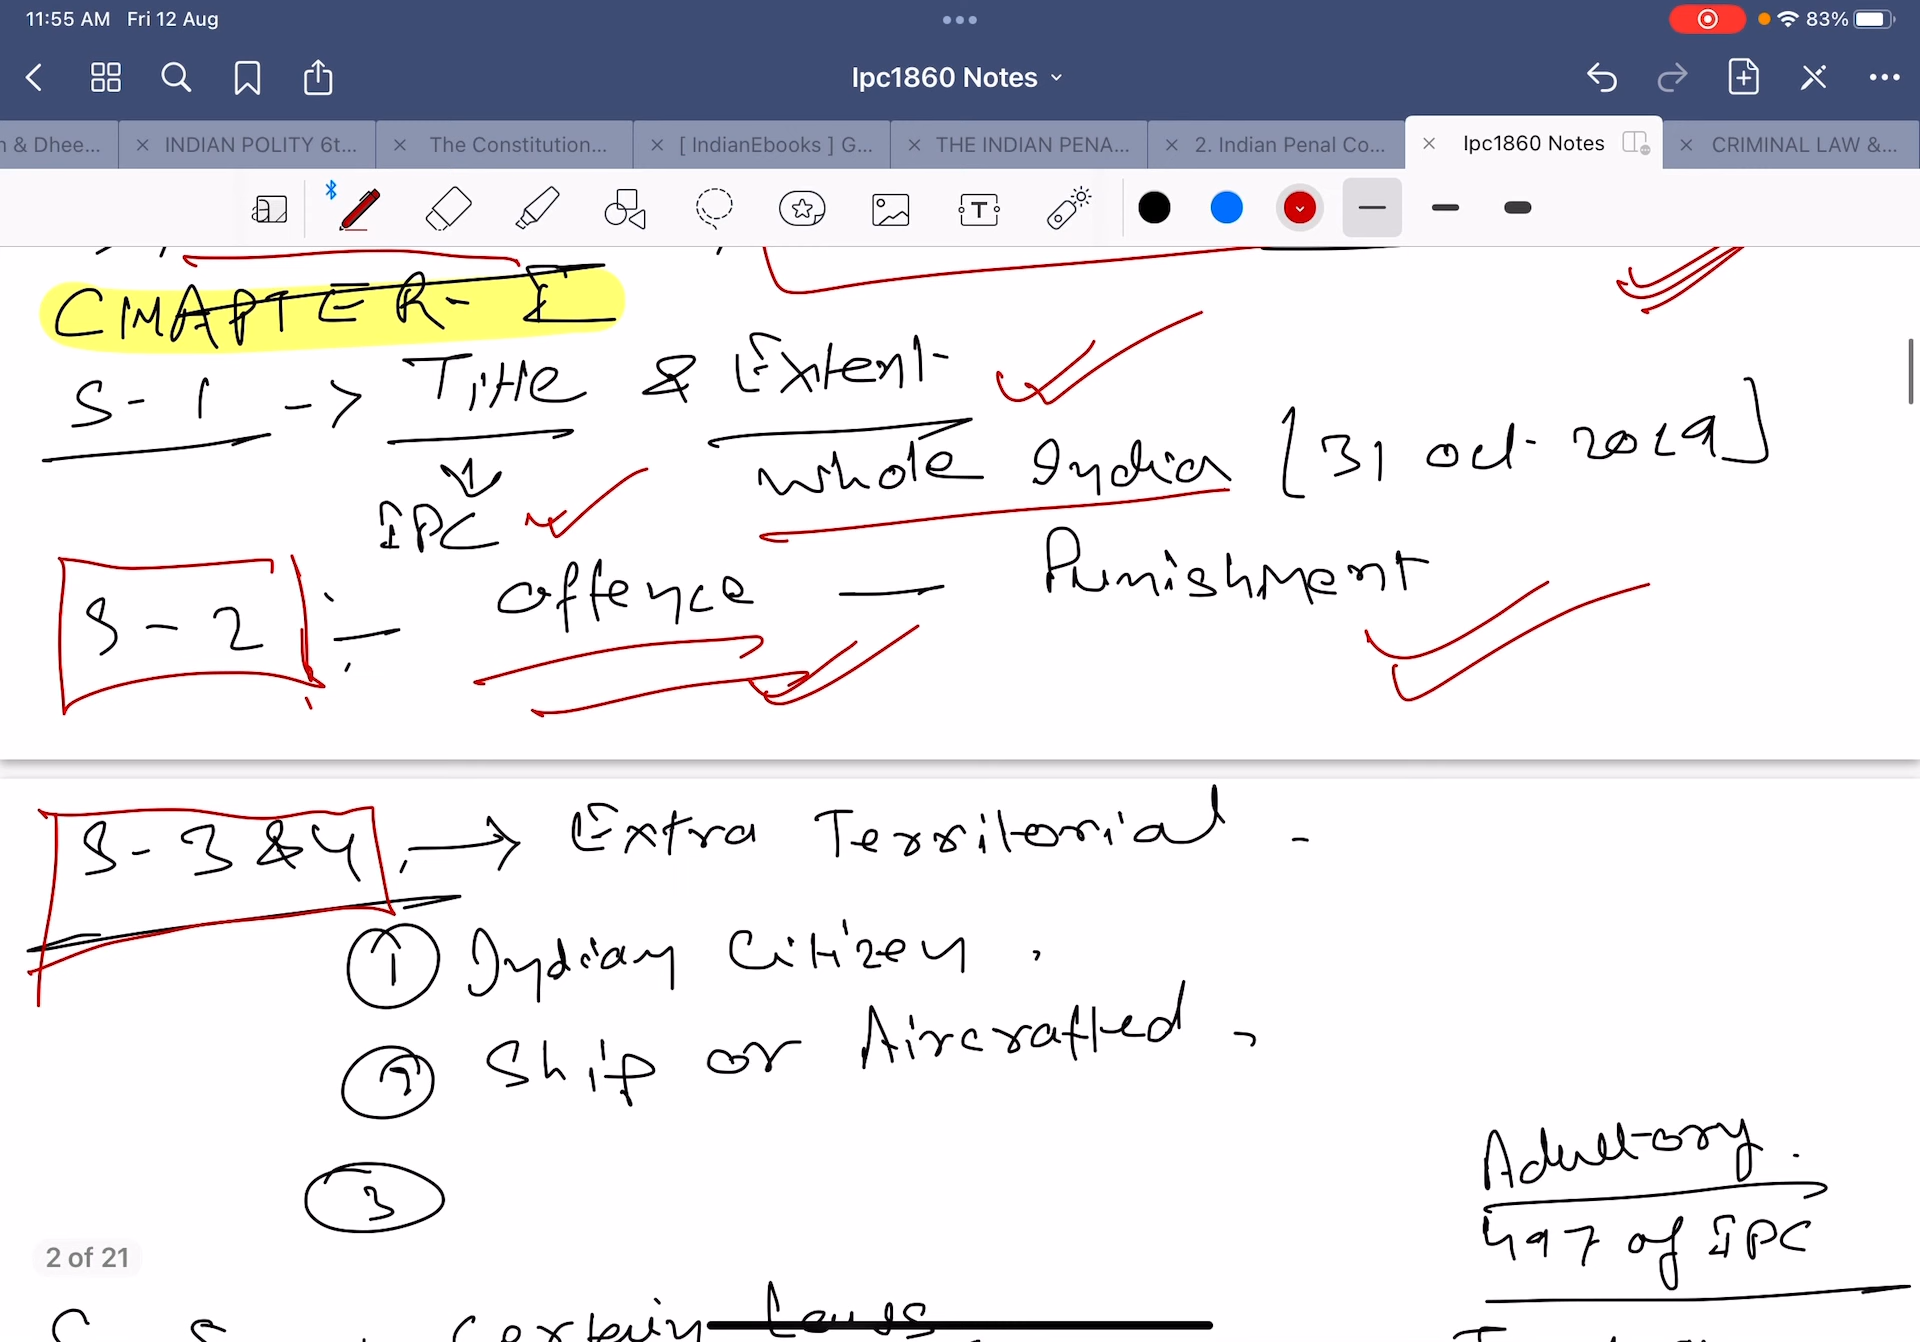 11:55 AM Fri 12 Aug
83%
Ipc1860 Notes
n & Dhee...
INDIAN POLITY 6t...
The Constitution...
[ IndianEbooks ] G...
THE INDIAN PENA...
2. Indian Penal Co...
Ipc1860 Notes
CRIMINAL LAW &...
CHAPTER - I
S - 1 -> Title & Extent
whole India [31 oct. 2019]
IPC
S - 2 :- offence — Punishment
S - 3 & 4 → Extra Territorial -
1 Indian Citizen .
2 Ship or Aircrafted ,
3
Adultory.
497 of IPC
2 of 21
Certain Laws